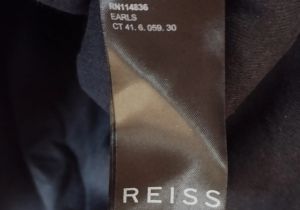 RN114836
EARLS
CT 41. 6. 059. 30
REISS